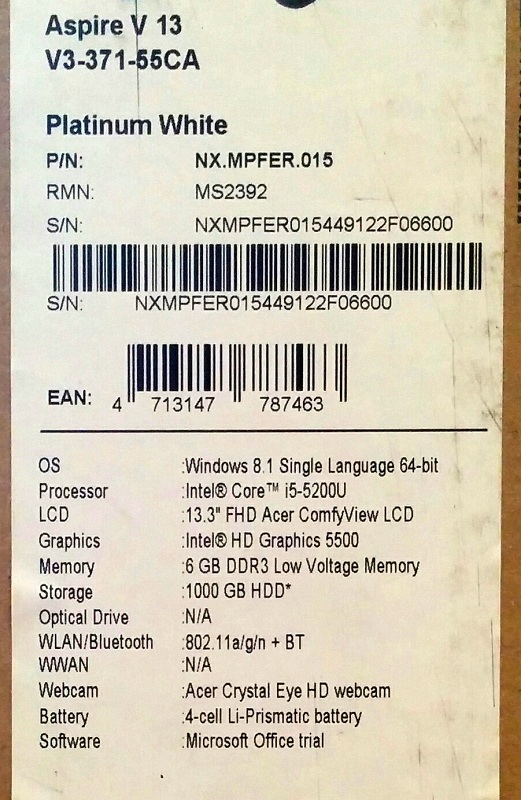 Aspire V 13
V3-371-55CA
Platinum White
P/N: NX.MPFER.015
RMN: MS2392
S/N: NXMPFER015449122F06600
S/N: NXMPFER015449122F06600
EAN: 4 713147 787463
OS :Windows 8.1 Single Language 64-bit
Processor :Intel® Core™ i5-5200U
LCD :13.3" FHD Acer ComfyView LCD
Graphics :Intel® HD Graphics 5500
Memory :6 GB DDR3 Low Voltage Memory
Storage :1000 GB HDD*
Optical Drive :N/A
WLAN/Bluetooth :802.11a/g/n + BT
WWAN :N/A
Webcam :Acer Crystal Eye HD webcam
Battery :4-cell Li-Prismatic battery
Software :Microsoft Office trial